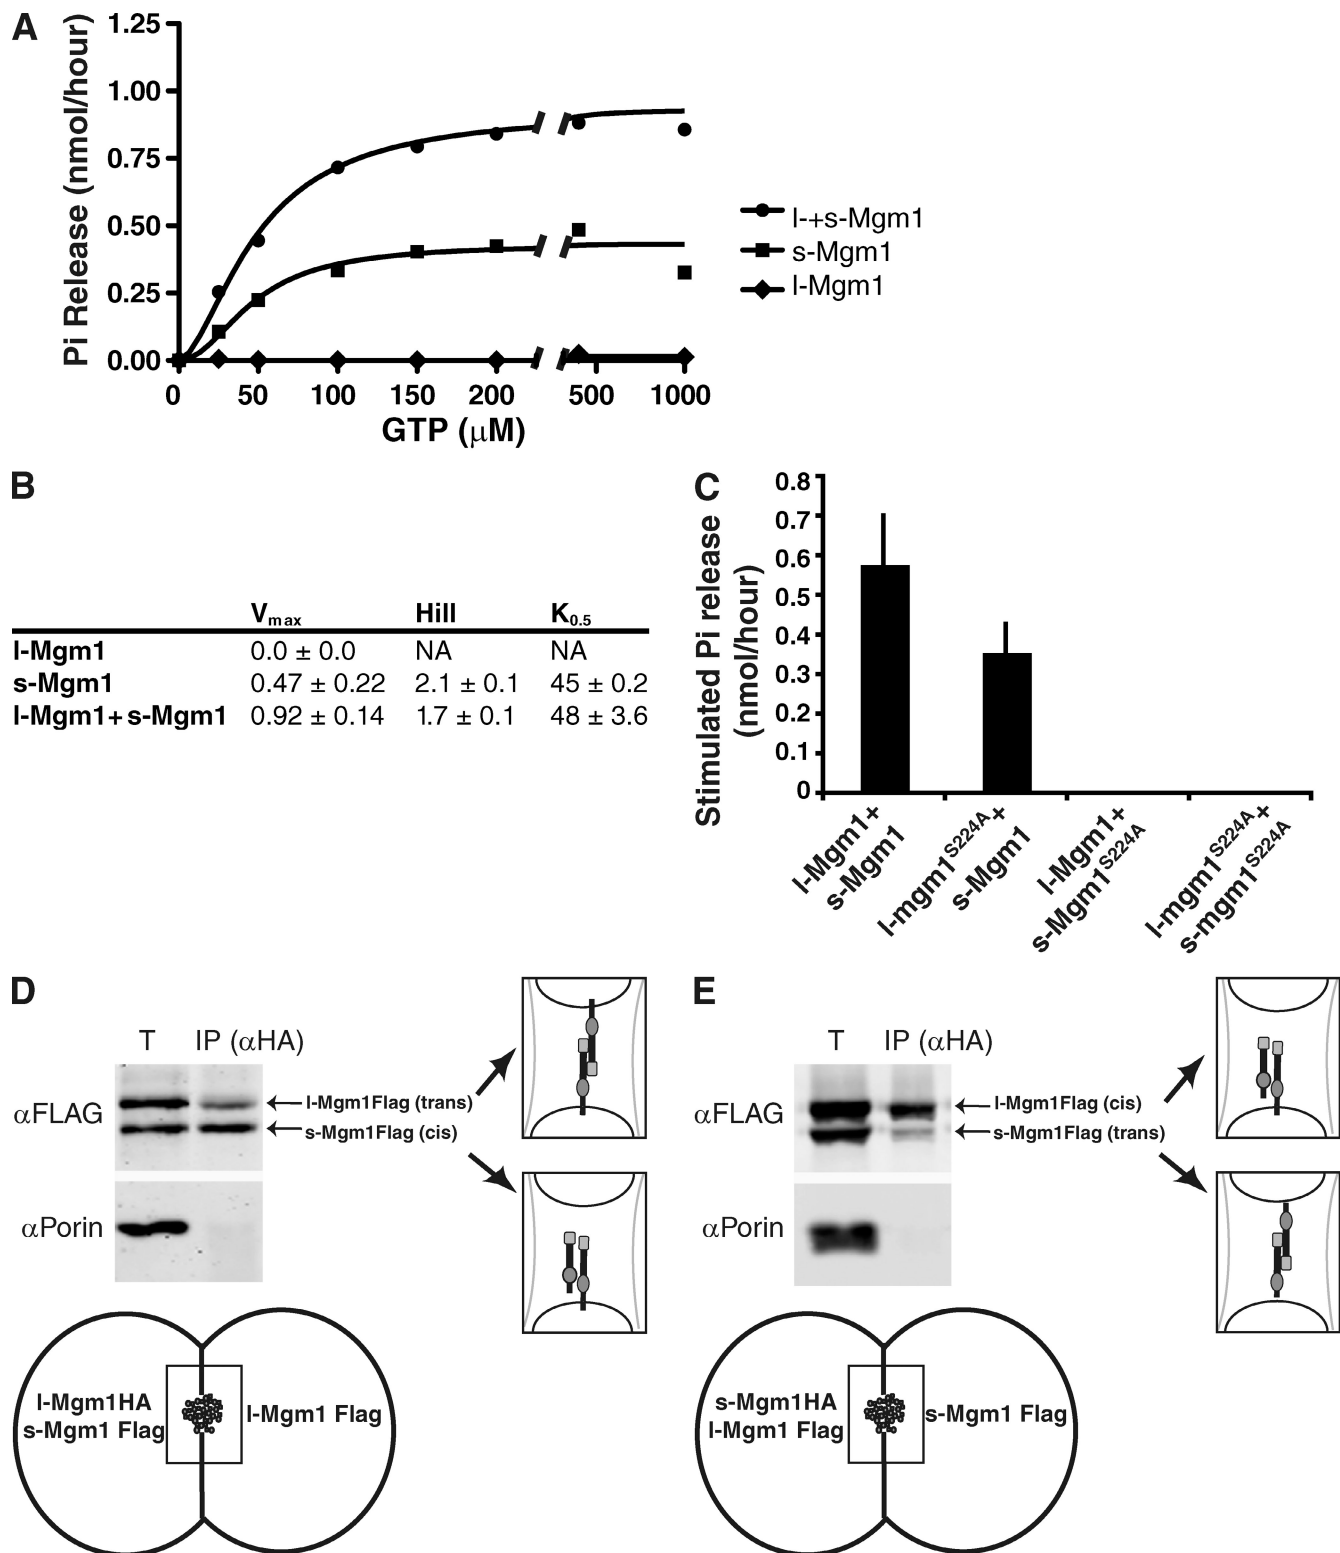 A
Pi Release (nmol/hour)
1.25
1.00
0.75
0.50
0.25
0.00
0 50 100 150 200 500 1000
GTP (μM)
l-+s-Mgm1
s-Mgm1
l-Mgm1
B
Vmax Hill K0.5
l-Mgm1 0.0 ± 0.0 NA NA
s-Mgm1 0.47 ± 0.22 2.1 ± 0.1 45 ± 0.2
l-Mgm1+s-Mgm1 0.92 ± 0.14 1.7 ± 0.1 48 ± 3.6
C
Stimulated Pi release
(nmol/hour)
0.8
0.7
0.6
0.5
0.4
0.3
0.2
0.1
0
l-Mgm1+
s-Mgm1
l-mgm1S224A+
s-Mgm1
l-Mgm1+
s-Mgm1S224A
l-mgm1S224A+
s-mgm1S224A
D
T IP (αHA)
αFLAG
l-Mgm1Flag (trans)
s-Mgm1Flag (cis)
αPorin
l-Mgm1HA
s-Mgm1 Flag
l-Mgm1 Flag
E
T IP (αHA)
αFLAG
l-Mgm1Flag (cis)
s-Mgm1Flag (trans)
αPorin
s-Mgm1HA
l-Mgm1 Flag
s-Mgm1 Flag